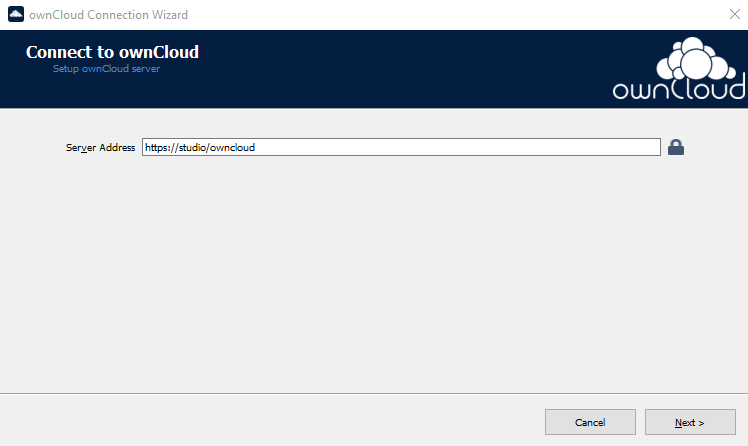 ownCloud Connection Wizard
Connect to ownCloud
Setup ownCloud server
ownCloud
Server Address
https://studio/owncloud
Cancel
Next >